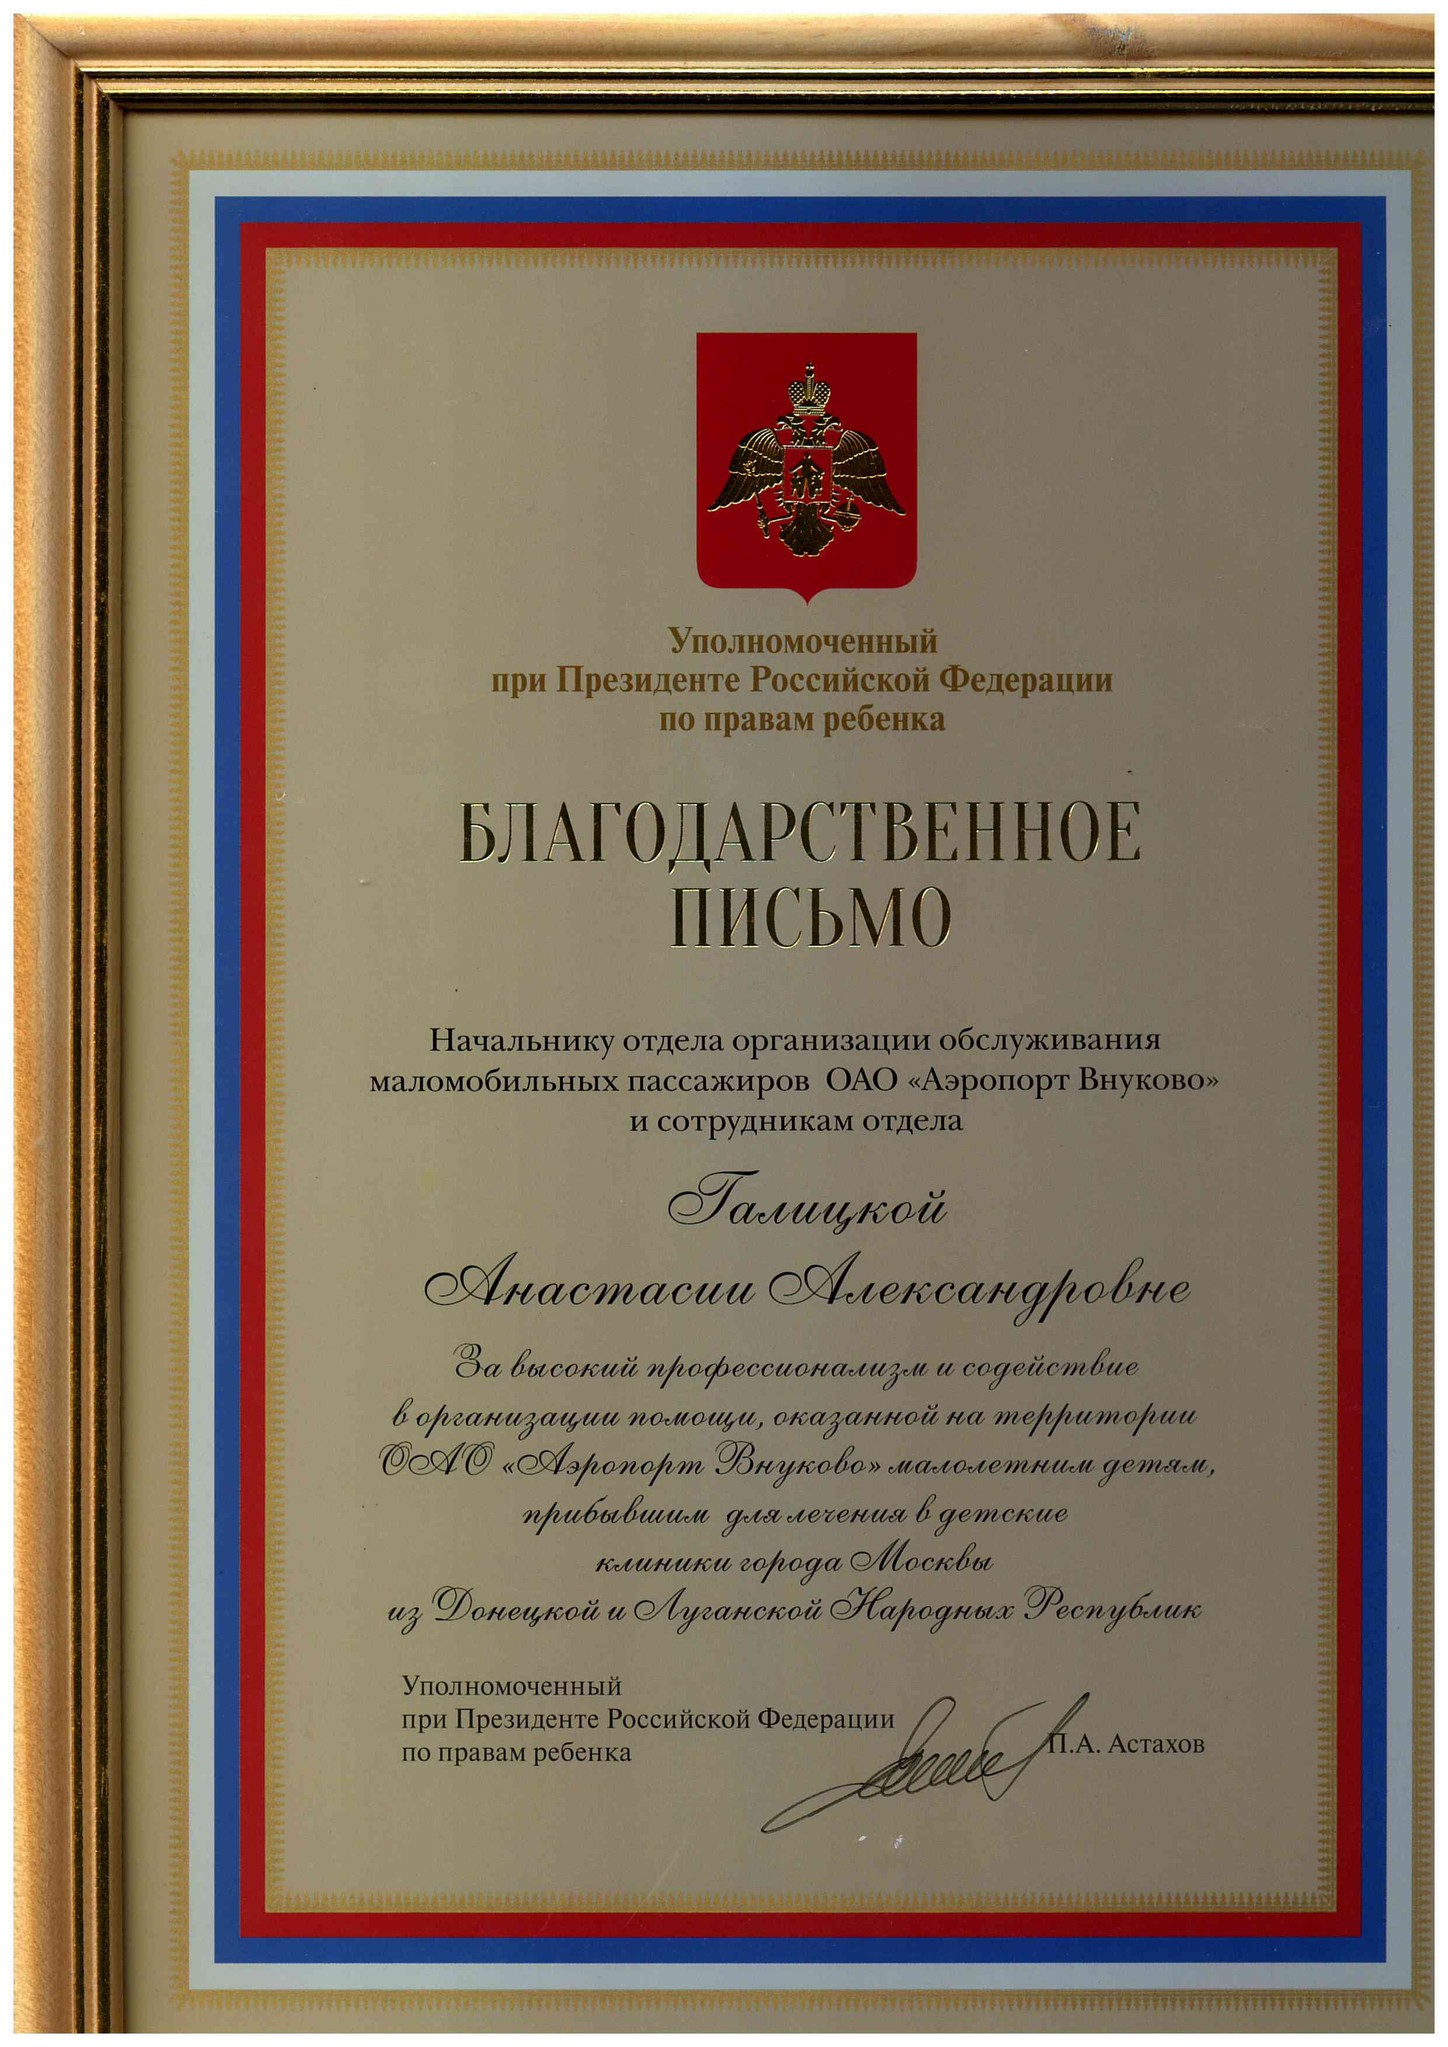 Уполномоченный
при Президенте Российской Федерации
по правам ребенка
БЛАГОДАРСТВЕННОЕ
ПИСЬМО
Начальнику отдела организации обслуживания
маломобильных пассажиров ОАО «Аэропорт Внуково»
и сотрудникам отдела
Галицкой
Анастасии Александровне
За высокий профессионализм и содействие
в организации помощи, оказанной на территории
ОАО «Аэропорт Внуково» малолетним детям,
прибывшим для лечения в детские
клиники города Москвы
из Донецкой и Луганской Народных Республик
Уполномоченный
при Президенте Российской Федерации
по правам ребенка
П.А. Астахов